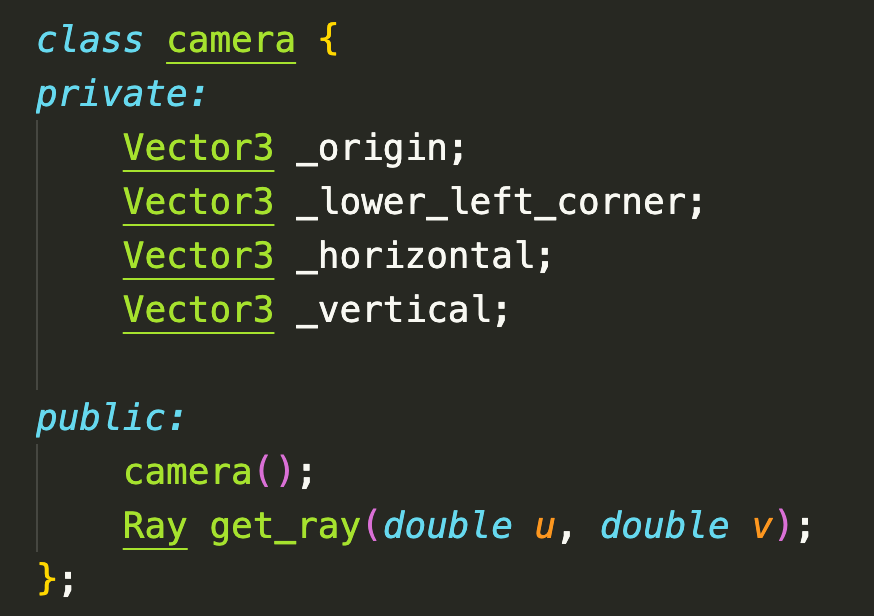 class camera {
private:
    Vector3 _origin;
    Vector3 _lower_left_corner;
    Vector3 _horizontal;
    Vector3 _vertical;

public:
    camera();
    Ray get_ray(double u, double v);
};